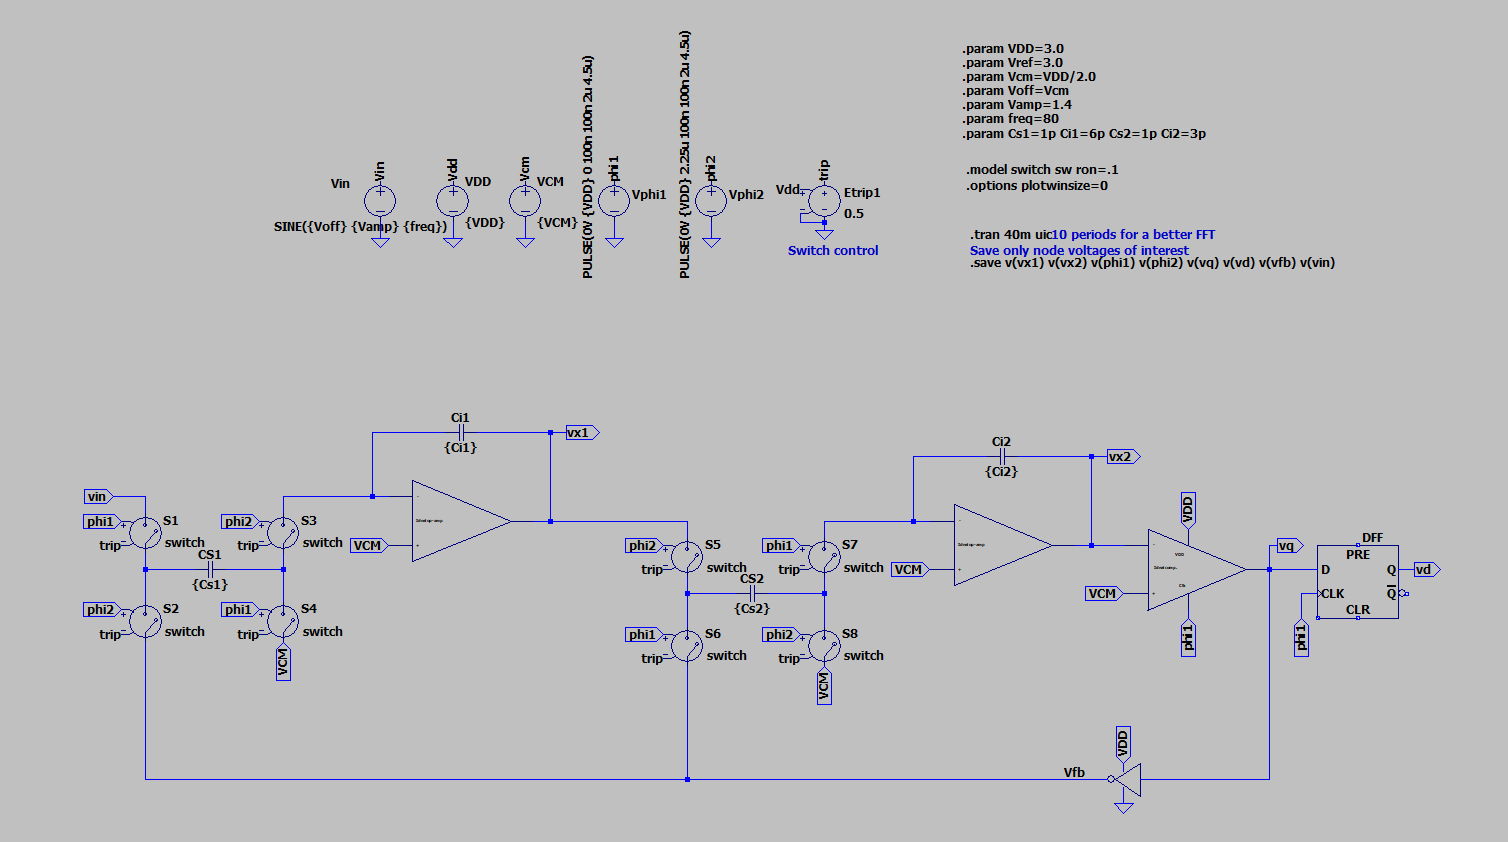 .param VDD=3.0
.param Vref=3.0
.param Vcm=VDD/2.0
.param Voff=Vcm
.param Vamp=1.4
.param freq=80
.param Cs1=1p Ci1=6p Cs2=1p Ci2=3p
.model switch sw ron=.1
.options plotwinsize=0
.tran 40m uic10 periods for a better FFT
Save only node voltages of interest
.save v(vx1) v(vx2) v(phi1) v(phi2) v(vq) v(vd) v(vfb) v(vin)
Vin
Vin
SINE({Voff} {Vamp} {freq})
Vdd
VDD
{VDD}
Vcm
VCM
{VCM}
PULSE(0V {VDD} 0 100n 100n 2u 4.5u)
phi1
Vphi1
PULSE(0V {VDD} 2.25u 100n 100n 2u 4.5u)
phi2
Vphi2
trip
Vdd
Etrip1
0.5
Switch control
Ci1
{Ci1}
vx1
vin
phi1
S1
trip
switch
phi2
S3
trip
switch
CS1
{Cs1}
phi2
S2
trip
switch
phi1
S4
trip
switch
VCM
VCM
Ci2
{Ci2}
vx2
phi2
S5
trip
switch
phi1
S7
trip
switch
CS2
{Cs2}
phi1
S6
trip
switch
phi2
S8
trip
switch
VCM
VCM
VDD
VDD
Clk
VCM
phi1
vq
DFF
PRE
D
Q
vd
CLK
Q
CLR
phi1
VDD
Vfb